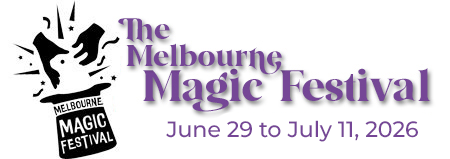 The
Melbourne
Magic Festival
June 29 to July 11, 2026
MELBOURNE
MAGIC
FESTIVAL